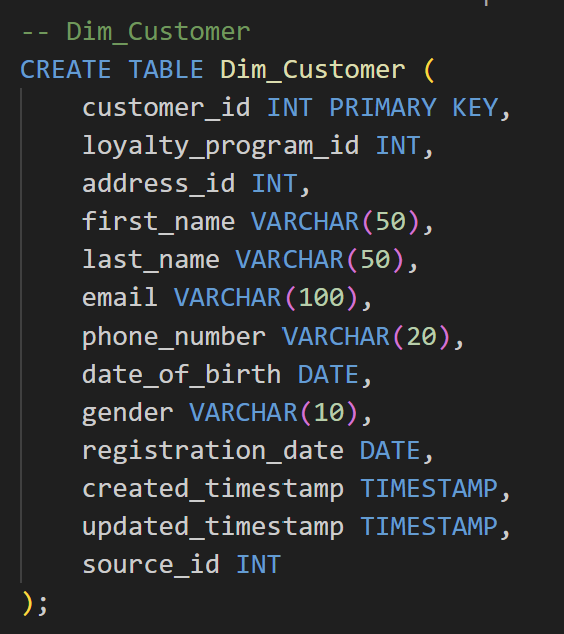 -- Dim_Customer
CREATE TABLE Dim_Customer (
    customer_id INT PRIMARY KEY,
    loyalty_program_id INT,
    address_id INT,
    first_name VARCHAR(50),
    last_name VARCHAR(50),
    email VARCHAR(100),
    phone_number VARCHAR(20),
    date_of_birth DATE,
    gender VARCHAR(10),
    registration_date DATE,
    created_timestamp TIMESTAMP,
    updated_timestamp TIMESTAMP,
    source_id INT
);